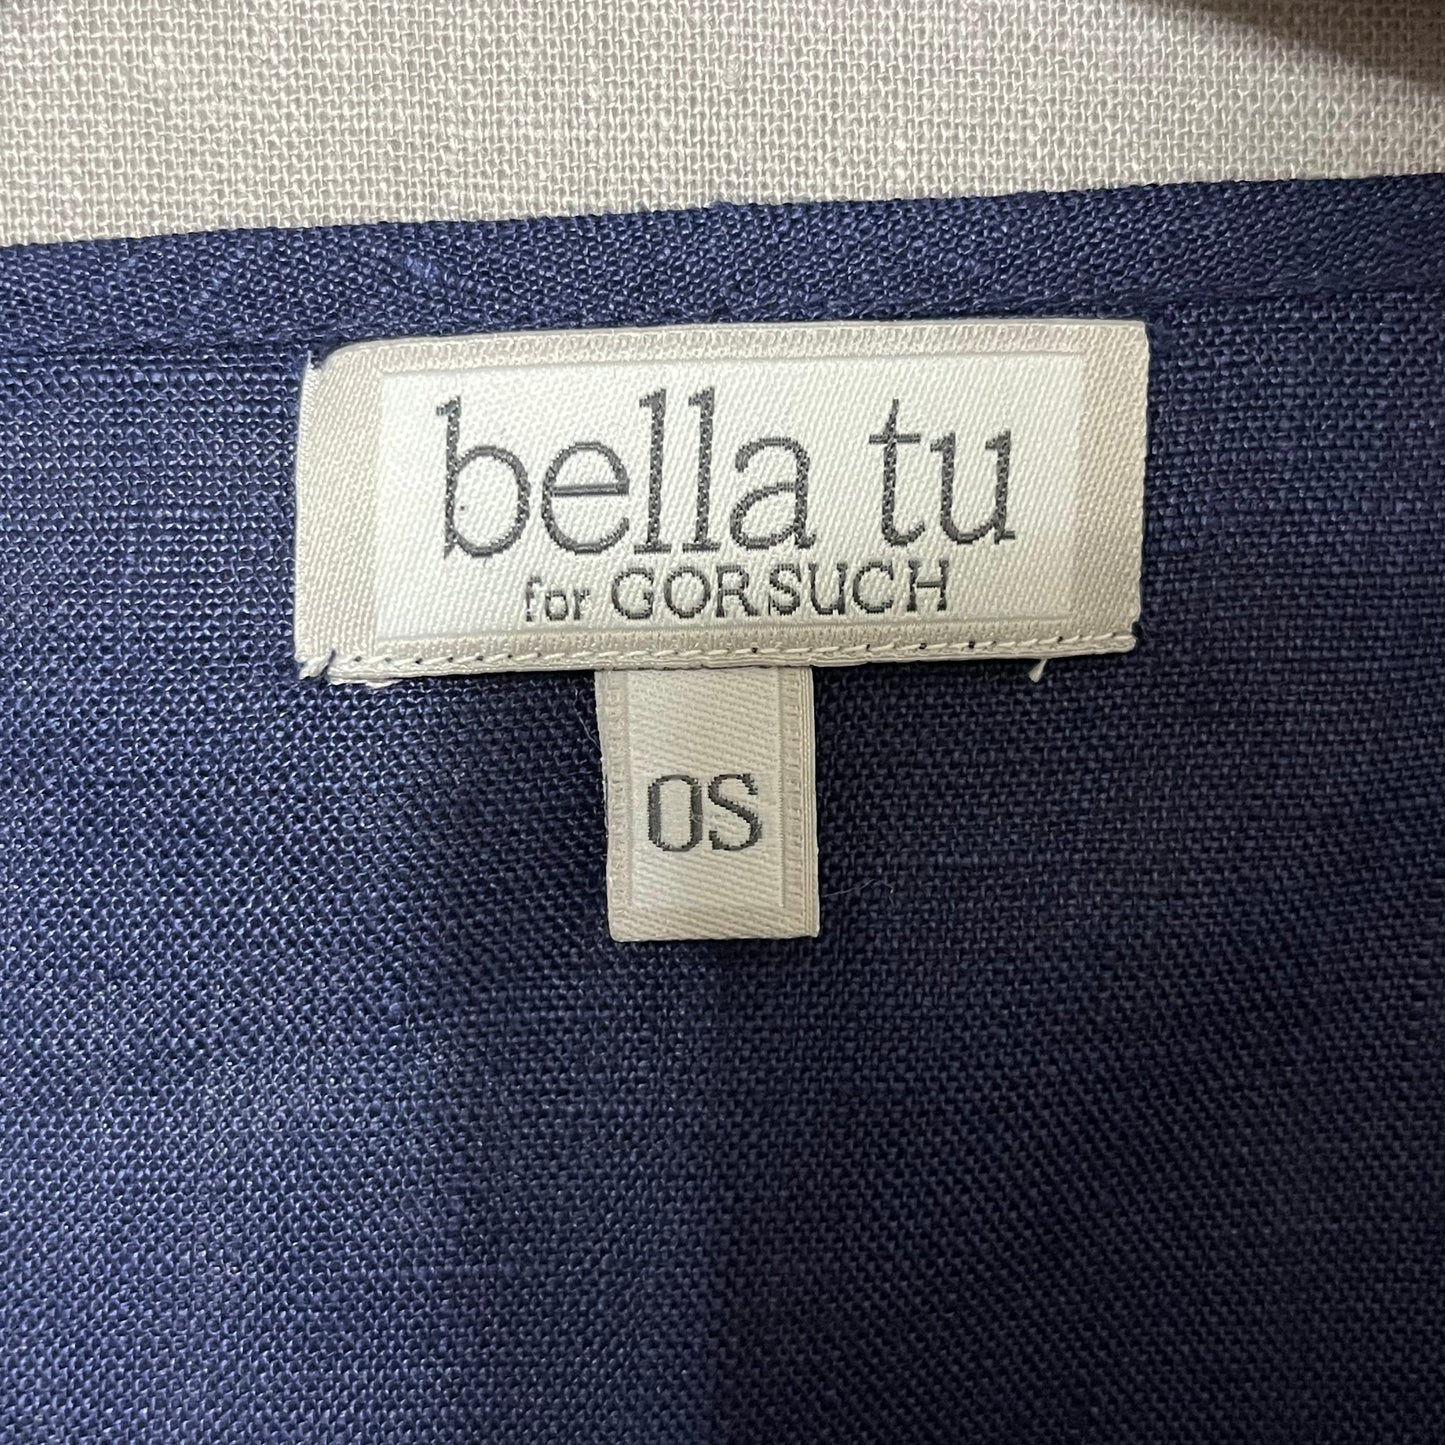 bella tu
for GORSUCH
OS